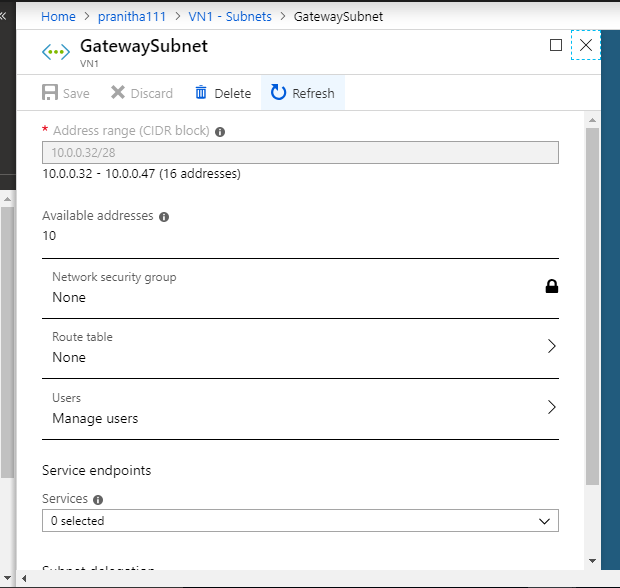 Home > pranitha111 > VN1 - Subnets > GatewaySubnet
GatewaySubnet
VN1
Save Discard Delete Refresh
* Address range (CIDR block)
10.0.0.32/28
10.0.0.32 - 10.0.0.47 (16 addresses)
Available addresses
10
Network security group
None
Route table
None
Users
Manage users
Service endpoints
Services
0 selected